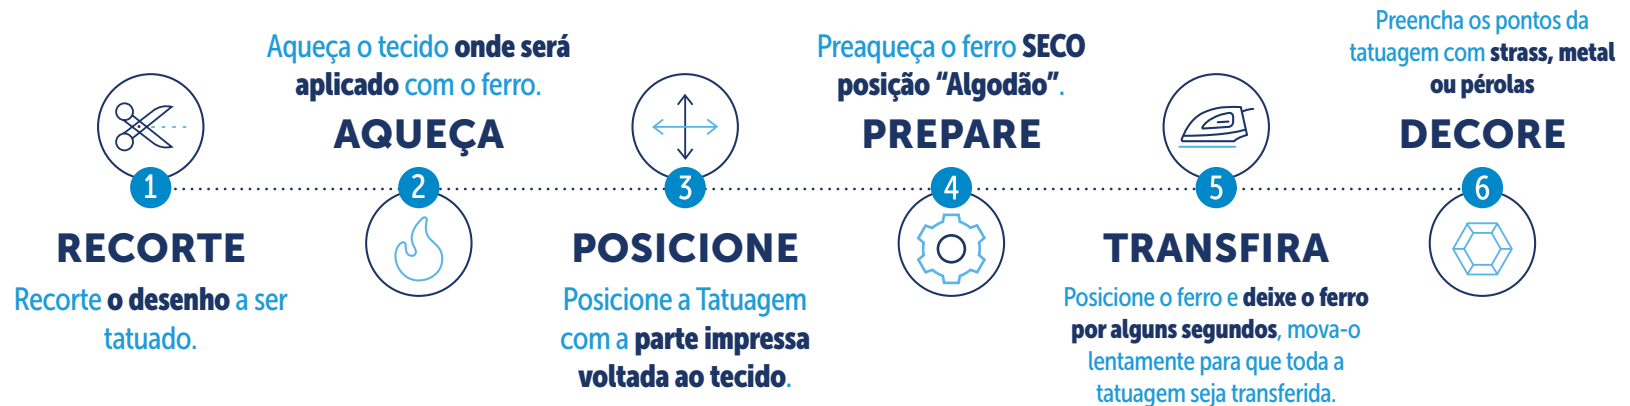 1
RECORTE
Recorte o desenho a ser
tatuado.
Aqueça o tecido onde será
aplicado com o ferro.
AQUEÇA
2
3
POSICIONE
Posicione a Tatuagem
com a parte impressa
voltada ao tecido.
Preaqueça o ferro SECO
posição “Algodão”.
PREPARE
4
5
TRANSFIRA
Posicione o ferro e deixe o ferro
por alguns segundos, mova-o
lentamente para que toda a
tatuagem seja transferida.
Preencha os pontos da
tatuagem com strass, metal
ou pérolas
DECORE
6